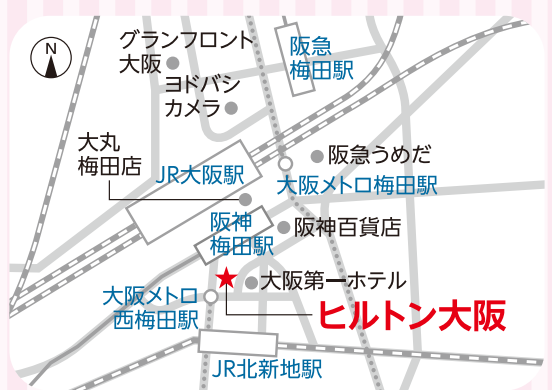 N
グランフロント
大阪
ヨドバシ
カメラ
阪急
梅田駅
大丸
梅田店
JR大阪駅
阪急うめだ
大阪メトロ梅田駅
阪神
梅田駅
阪神百貨店
大阪第一ホテル
大阪メトロ
西梅田駅
ヒルトン大阪
JR北新地駅